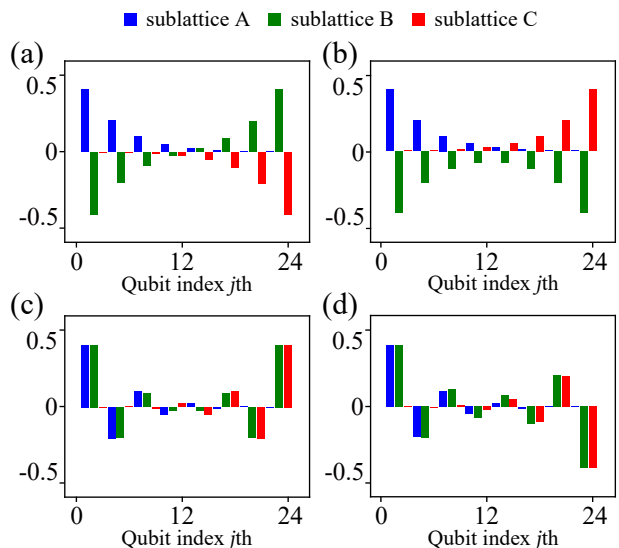 sublattice A sublattice B sublattice C
(a) (b)
0.5 0.5
0 0
-0.5 -0.5
0 12 24 0 12 24
Qubit index jth Qubit index jth
(c) (d)
0.5 0.5
0 0
-0.5 -0.5
0 12 24 0 12 24
Qubit index jth Qubit index jth